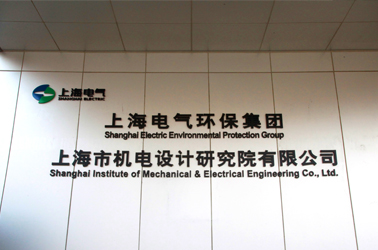 上海电气
SHANGHAI ELECTRIC
上海电气环保集团
Shanghai Electric Environmental Protection Group
上海市机电设计研究院有限公司
Shanghai Institute of Mechanical & Electrical Engineering Co., Ltd.